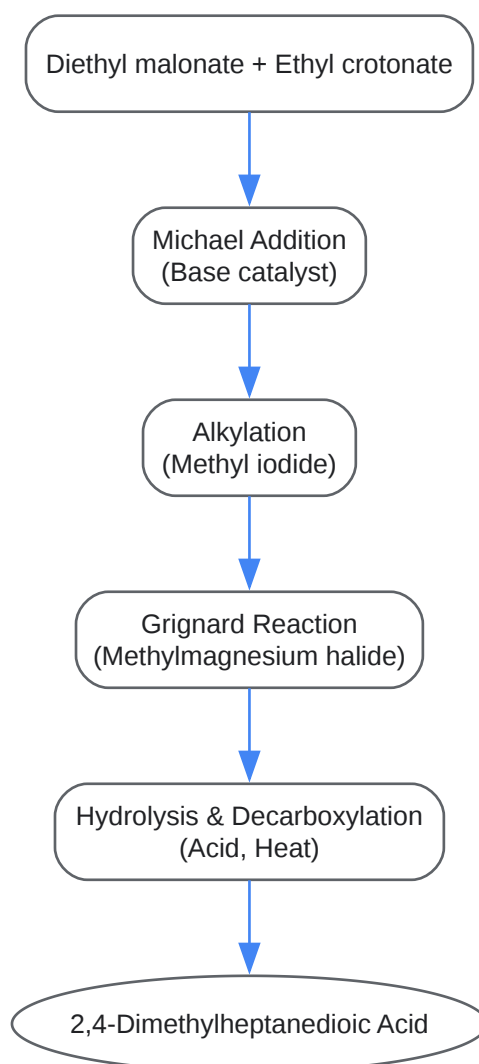 Diethyl malonate + Ethyl crotonate
Michael Addition
(Base catalyst)
Alkylation
(Methyl iodide)
Grignard Reaction
(Methylmagnesium halide)
Hydrolysis & Decarboxylation
(Acid, Heat)
2,4-Dimethylheptanedioic Acid